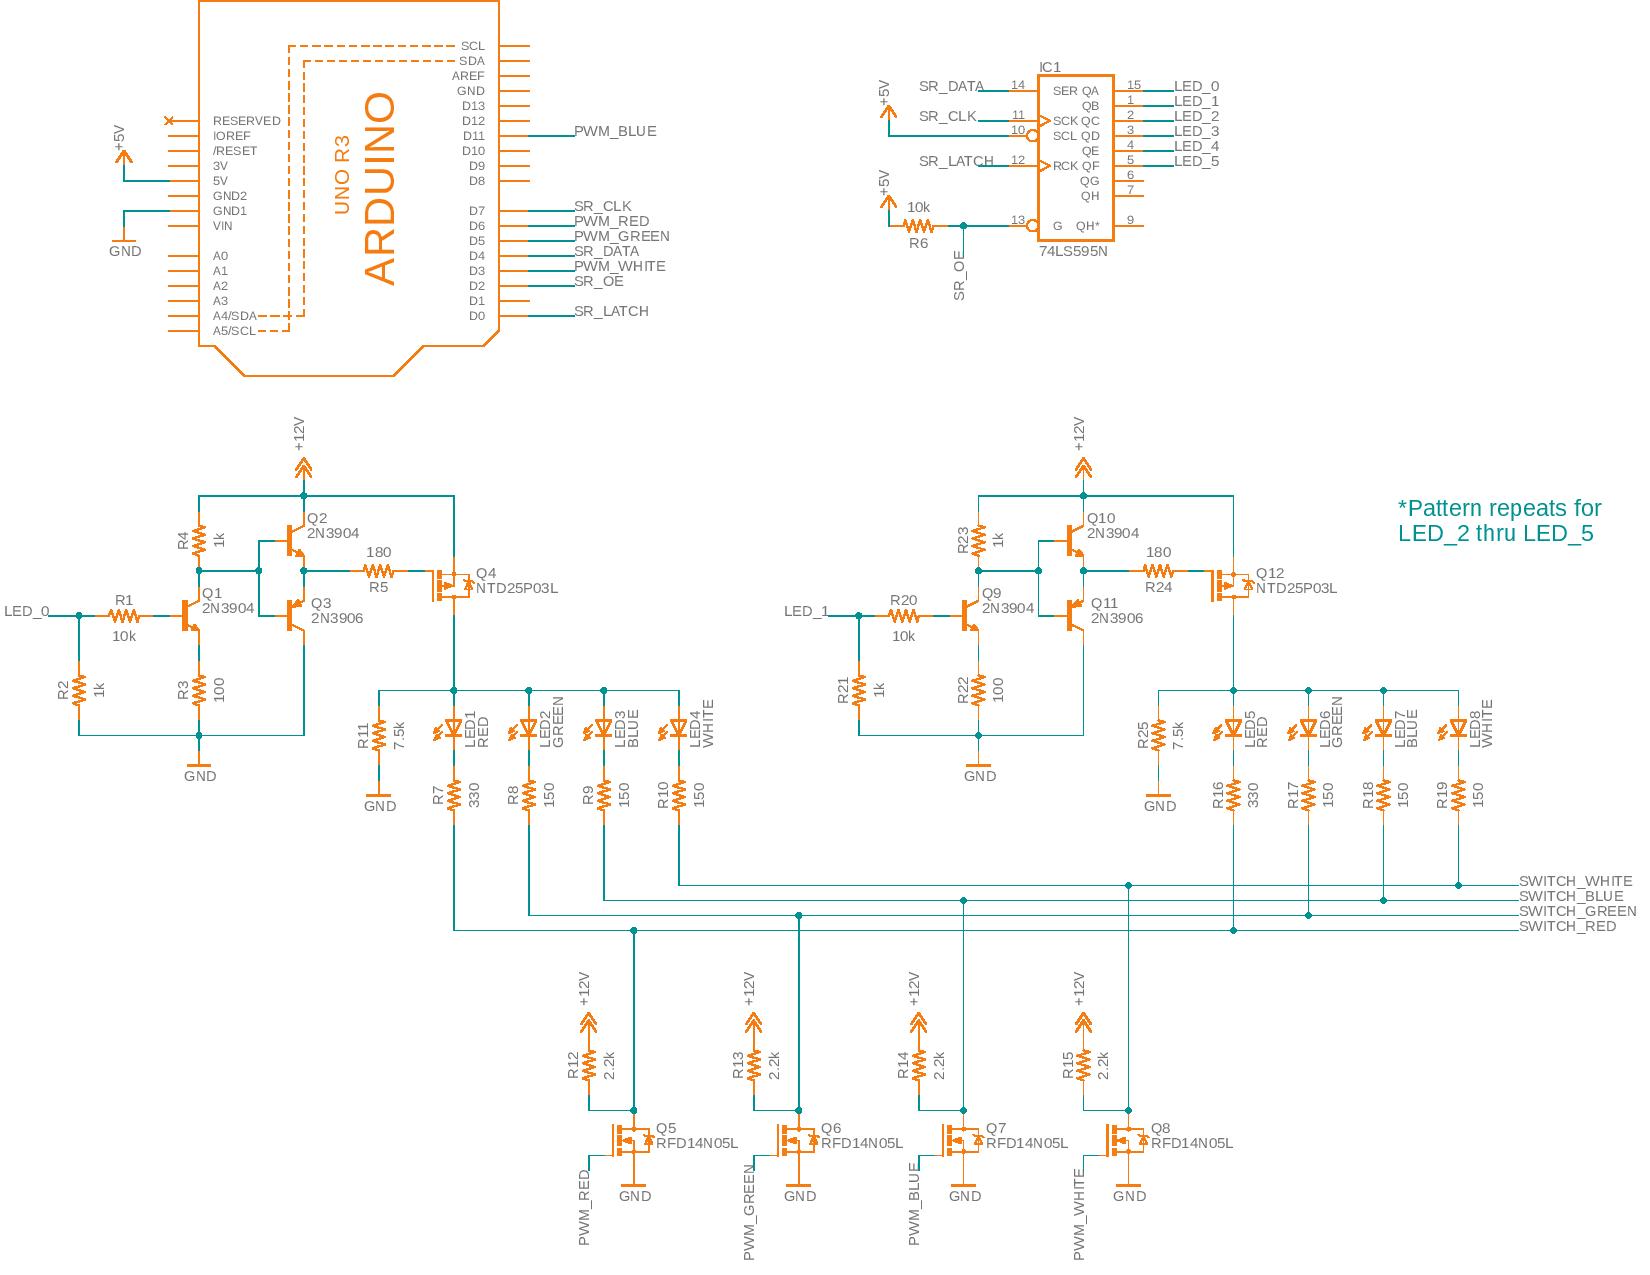 SCL
SDA
AREF
GND
D13
D12
D11
D10
D9
D8
D7
D6
D5
D4
D3
D2
D1
D0
RESERVED
IOREF
/RESET
3V
5V
GND2
GND1
VIN
A0
A1
A2
A3
A4/SDA
A5/SCL
UNO R3
ARDUINO
+5V
GND
PWM_BLUE
SR_CLK
PWM_RED
PWM_GREEN
SR_DATA
PWM_WHITE
SR_OE
SR_LATCH
IC1
+5V
SR_DATA 14 SER QA 15 LED_0
QB 1 LED_1
SR_CLK 11 SCK QC 2 LED_2
10 SCL QD 3 LED_3
QE 4 LED_4
SR_LATCH 12 RCK QF 5 LED_5
QG 6
QH 7
+5V
10k
R6
13 G QH* 9
74LS595N
SR_OE
+12V
Q2
2N3904
R4
1k
180
R5
Q4
NTD25P03L
LED_0
R1
10k
Q1
2N3904
Q3
2N3906
R2
1k
R3
100
GND
R11
7.5k
GND
LED1
RED
LED2
GREEN
LED3
BLUE
LED4
WHITE
R7
330
R8
150
R9
150
R10
150
+12V
Q10
2N3904
R23
1k
180
R24
Q12
NTD25P03L
*Pattern repeats for
LED_2 thru LED_5
LED_1
R20
10k
Q9
2N3904
Q11
2N3906
R21
1k
R22
100
GND
R25
7.5k
GND
LED5
RED
LED6
GREEN
LED7
BLUE
LED8
WHITE
R16
330
R17
150
R18
150
R19
150
SWITCH_WHITE
SWITCH_BLUE
SWITCH_GREEN
SWITCH_RED
+12V
R12
2.2k
Q5
RFD14N05L
PWM_RED
GND
+12V
R13
2.2k
Q6
RFD14N05L
PWM_GREEN
GND
+12V
R14
2.2k
Q7
RFD14N05L
PWM_BLUE
GND
+12V
R15
2.2k
Q8
RFD14N05L
PWM_WHITE
GND